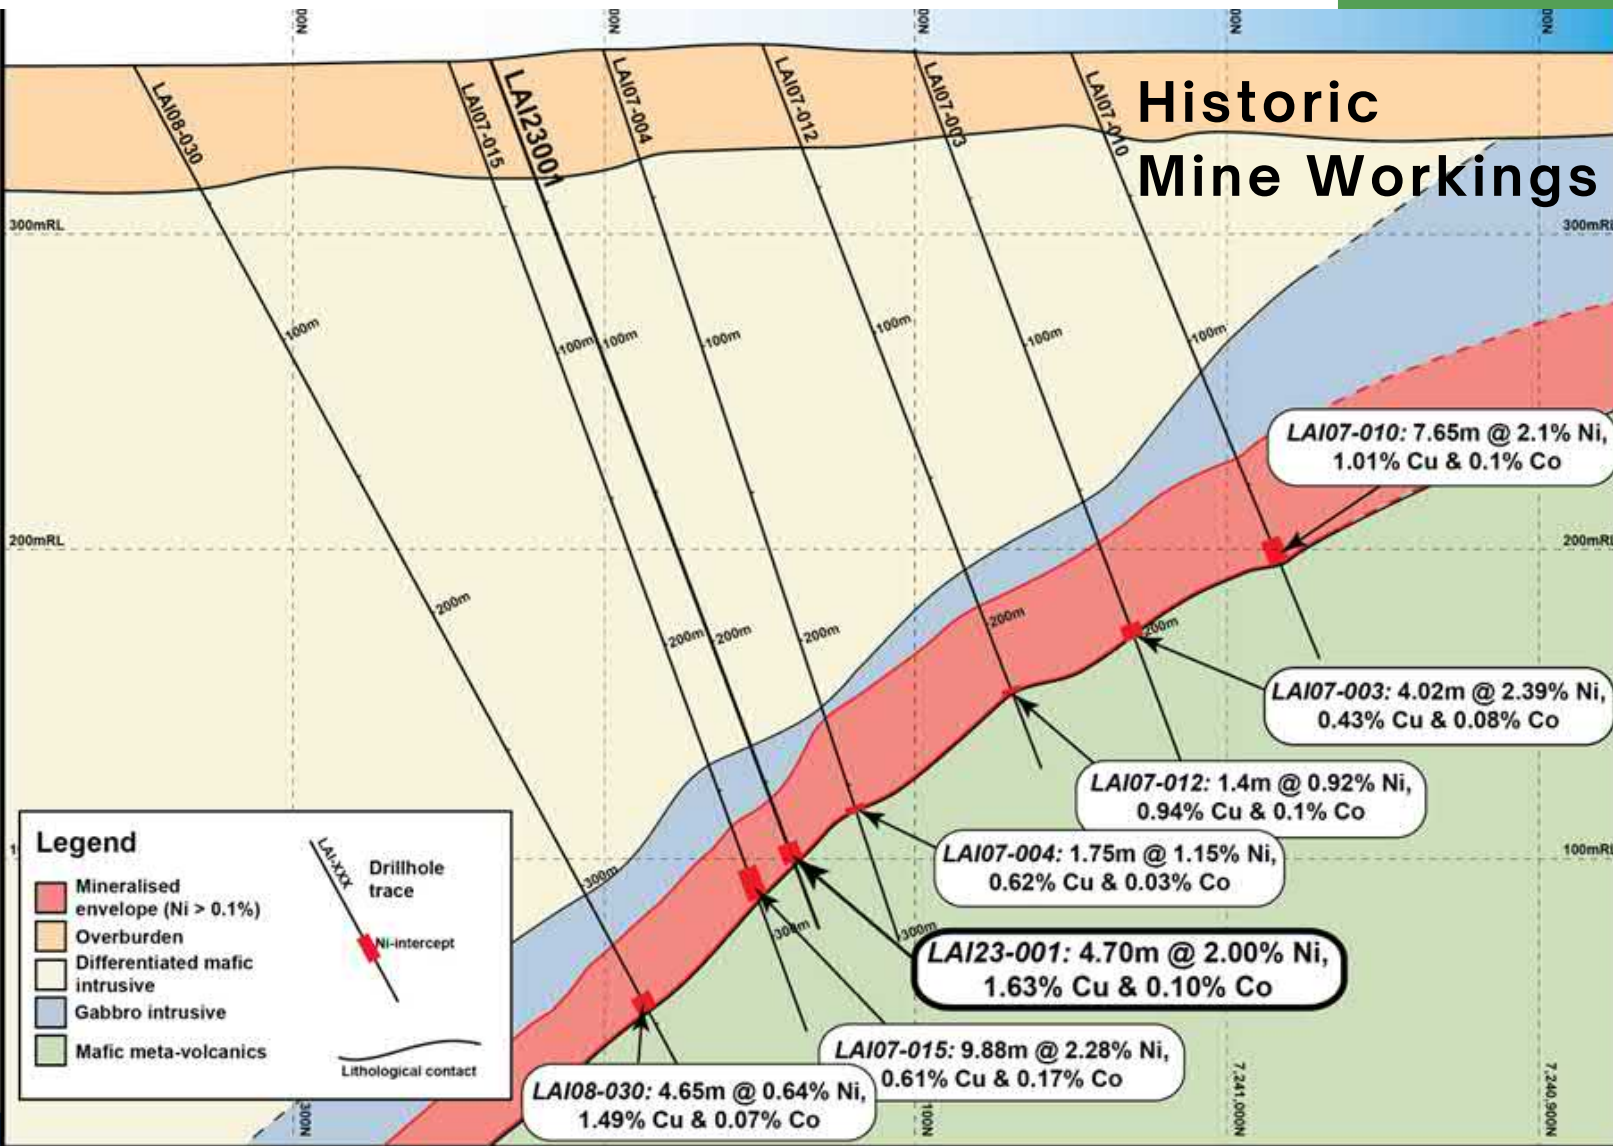 Historic
Mine Workings
LAI08-030
LAI07-015
LAI23001
LAI07-004
LAI07-012
LAI07-003
LAI07-010
300mRL
300mRL
100m
100m
100m
100m
100m
100m
100m
200mRL
200mRL
200m
200m
200m
200m
200m
200m
100mRL
300m
300m
300m
LAI07-010: 7.65m @ 2.1% Ni,
1.01% Cu & 0.1% Co
LAI07-003: 4.02m @ 2.39% Ni,
0.43% Cu & 0.08% Co
LAI07-012: 1.4m @ 0.92% Ni,
0.94% Cu & 0.1% Co
LAI07-004: 1.75m @ 1.15% Ni,
0.62% Cu & 0.03% Co
LAI23-001: 4.70m @ 2.00% Ni,
1.63% Cu & 0.10% Co
LAI07-015: 9.88m @ 2.28% Ni,
0.61% Cu & 0.17% Co
LAI08-030: 4.65m @ 0.64% Ni,
1.49% Cu & 0.07% Co
Legend
Mineralised
envelope (Ni > 0.1%)
Overburden
Differentiated mafic
intrusive
Gabbro intrusive
Mafic meta-volcanics
LAI-XXX
Drillhole
trace
Ni-intercept
Lithological contact
300N
100N
7,241,000N
7,240,900N